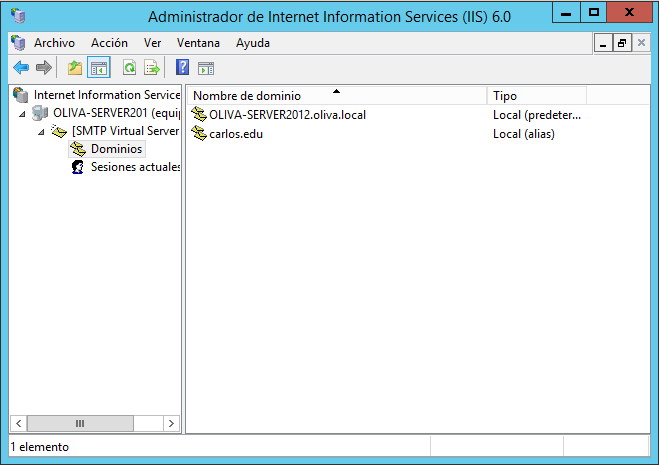 Administrador de Internet Information Services (IIS) 6.0
Archivo Acción Ver Ventana Ayuda
Internet Information Service
OLIVA-SERVER201 (equi
[SMTP Virtual Server
Dominios
Sesiones actuales
Nombre de dominio Tipo
OLIVA-SERVER2012.oliva.local Local (predeter...
carlos.edu Local (alias)
1 elemento